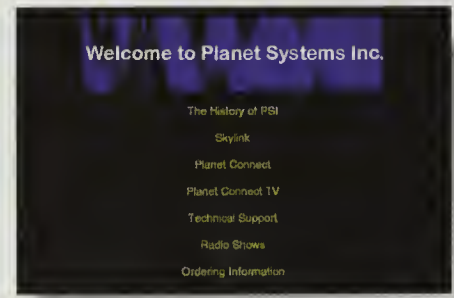 Welcome to Planet Systems Inc.
The History of PSI
Skylink
Planet Connect
Planet Connect TV
Technical Support
Radio Shows
Ordering Information